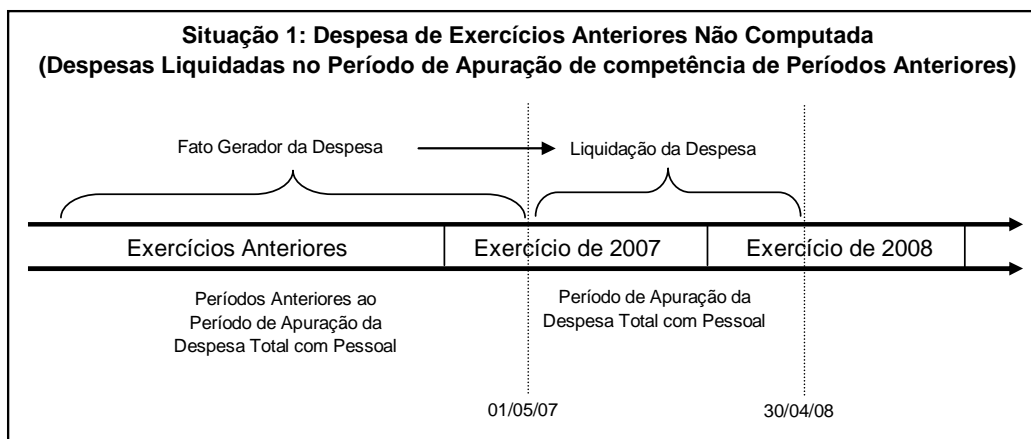 Situação 1: Despesa de Exercícios Anteriores Não Computada
(Despesas Liquidadas no Período de Apuração de competência de Períodos Anteriores)
Fato Gerador da Despesa
Liquidação da Despesa
Exercícios Anteriores
Exercício de 2007
Exercício de 2008
Períodos Anteriores ao
Período de Apuração da
Despesa Total com Pessoal
Período de Apuração da
Despesa Total com Pessoal
01/05/07
30/04/08